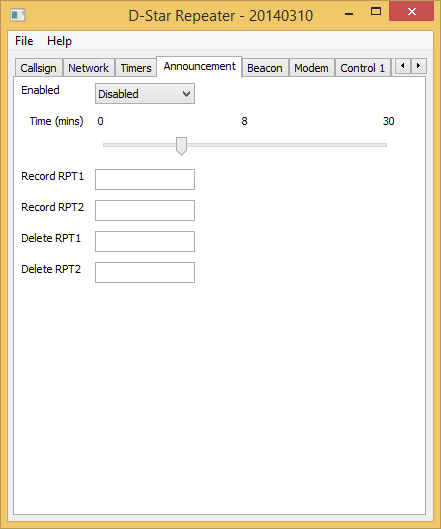 D-Star Repeater - 20140310
File Help
Callsign Network Timers Announcement Beacon Modem Control 1
Enabled Disabled
Time (mins) 0 8 30
Record RPT1
Record RPT2
Delete RPT1
Delete RPT2